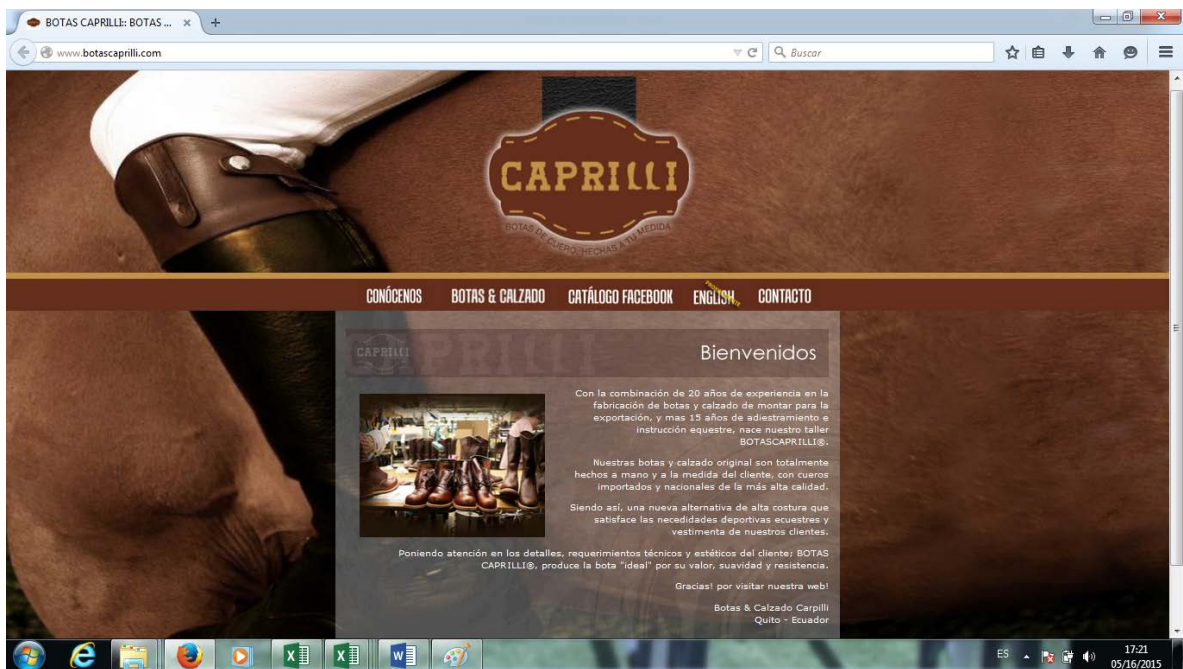 BOTAS CAPRILLI:: BOTAS ...
www.botascaprilli.com
Buscar
CAPRILLI
BOTAS DE CUERO, HECHAS A TU MEDIDA
CONÓCENOS BOTAS & CALZADO CATÁLOGO FACEBOOK ENGLISH CONTACTO
CAPRILLI CAPRILLI Bienvenidos
Con la combinación de 20 años de experiencia en la
fabricación de botas y calzado de montar para la
exportación, y mas 15 años de adiestramiento e
instrucción equestre, nace nuestro taller
BOTASCAPRILLI®.
Nuestras botas y calzado original son totalmente
hechos a mano y a la medida del cliente, con cueros
importados y nacionales de la más alta calidad.
Siendo así, una nueva alternativa de alta costura que
satisface las necedidades deportivas ecuestres y
vestimenta de nuestros clientes.
Poniendo atención en los detalles, requerimientos técnicos y estéticos del cliente; BOTAS
CAPRILLI®, produce la bota "ideal" por su valor, suavidad y resistencia.
Gracias! por visitar nuestra web!
Botas & Calzado Carpilli
Quito - Ecuador
ES 17:21
05/16/2015